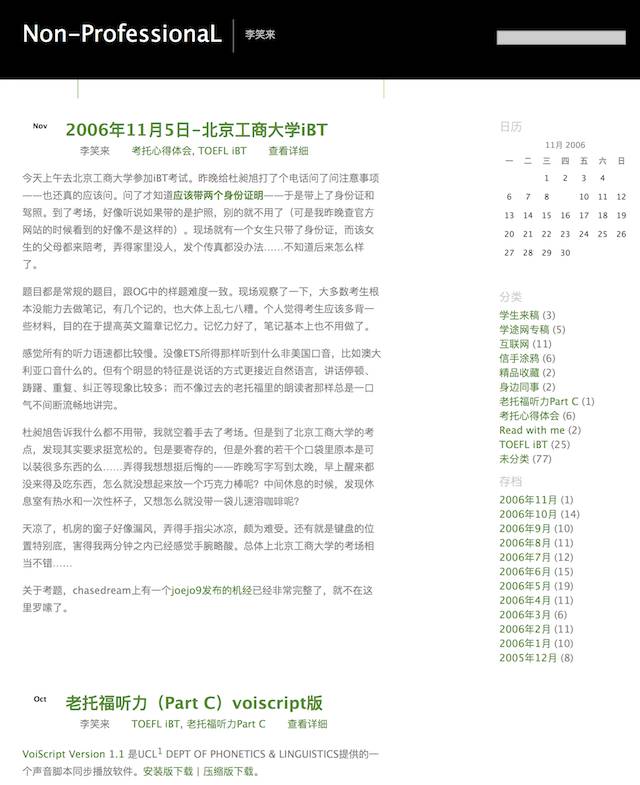 Non-ProfessionaL
李笑来
Nov
2006年11月5日-北京工商大学iBT
李笑来 考托心得体会, TOEFL iBT 查看详细
今天上午去北京工商大学参加iBT考试。昨晚给杜昶旭打了个电话问了问注意事项
——也还真的应该问。问了才知道应该带两个身份证明——于是带上了身份证和
驾照。到了考场，好像听说如果带的是护照，别的就不用了（可是我昨晚查官方
网站的时候看到的好像不是这样的）。现场就有一个女生只带了身份证，而该女
生的父母都来陪考，弄得家里没人，发个传真都没办法……不知道后来怎么样
了。
题目都是常规的题目，跟OG中的样题难度一致。现场观察了一下，大多数考生根
本没能力去做笔记，有几个记的，也大体上乱七八糟。个人觉得考生应该多背一
些材料，目的在于提高英文篇章记忆力。记忆力好了，笔记基本上也不用做了。
感觉所有的听力语速都比较慢。没像ETS所得那样听到什么非美国口音，比如澳大
利亚口音什么的。但有个明显的特征是说话的方式更接近自然语言，讲话停顿、
踌躇、重复、纠正等现象比较多；而不像过去的老托福里的朗读者那样总是一口
气不间断流畅地讲完。
杜昶旭告诉我什么都不用带，我就空着手去了考场。但是到了北京工商大学的考
点，发现其实要求挺宽松的。包是要寄存的，但是外套的若干个口袋里原本是可
以装很多东西的么……弄得我想想挺后悔的——昨晚写字写到太晚，早上醒来都
没来得及吃东西，怎么就没想起来放一个巧克力棒呢？中间休息的时候，发现休
息室有热水和一次性杯子，又想怎么就没带一袋儿速溶咖啡呢？
天凉了，机房的窗子好像漏风，弄得手指尖冰凉，颇为难受。还有就是键盘的位
置特别底，害得我两分钟之内已经感觉手腕略酸。总体上北京工商大学的考场相
当不错……
关于考题，chasedream上有一个joejo9发布的机经已经非常完整了，就不在这
里罗嗦了。
Oct
老托福听力（Part C）voiscript版
李笑来 TOEFL iBT, 老托福听力Part C 查看详细
VoiScript Version 1.1 是UCL1 DEPT OF PHONETICS & LINGUISTICS提供的一
个声音脚本同步播放软件。安装版下载 | 压缩版下载。
日历
11月 2006
一 二 三 四 五 六 日
1 2 3 4
6 7 8 10 11 12
13 14 15 16 17 18 19
20 21 22 23 24 25 26
27 28 29 30
分类
学生来稿 (3)
学途网专稿 (5)
互联网 (11)
信手涂鸦 (6)
精品收藏 (2)
身边同事 (2)
老托福听力Part C (1)
考托心得体会 (6)
Read with me (2)
TOEFL iBT (25)
未分类 (77)
存档
2006年11月 (1)
2006年10月 (14)
2006年9月 (10)
2006年8月 (11)
2006年7月 (12)
2006年6月 (15)
2006年5月 (19)
2006年4月 (11)
2006年3月 (6)
2006年2月 (11)
2006年1月 (10)
2005年12月 (8)